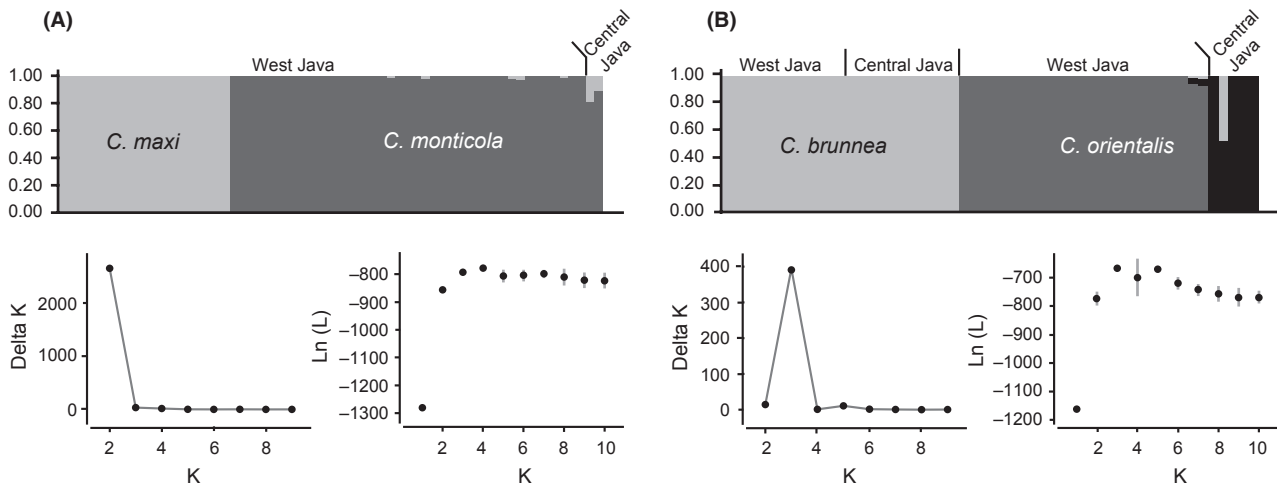 (A)
West Java
Central
Java
1.00
0.80
0.60
0.40
0.20
0.00
C. maxi
C. monticola
Delta K
2000
1000
0
2
4
6
8
K
Ln (L)
−800
−900
−1000
−1100
−1200
−1300
2
4
6
8
10
K
(B)
West Java
Central Java
West Java
Central
Java
1.00
0.80
0.60
0.40
0.20
0.00
C. brunnea
C. orientalis
Delta K
400
300
200
100
0
2
4
6
8
K
Ln (L)
−700
−800
−900
−1000
−1100
−1200
2
4
6
8
10
K